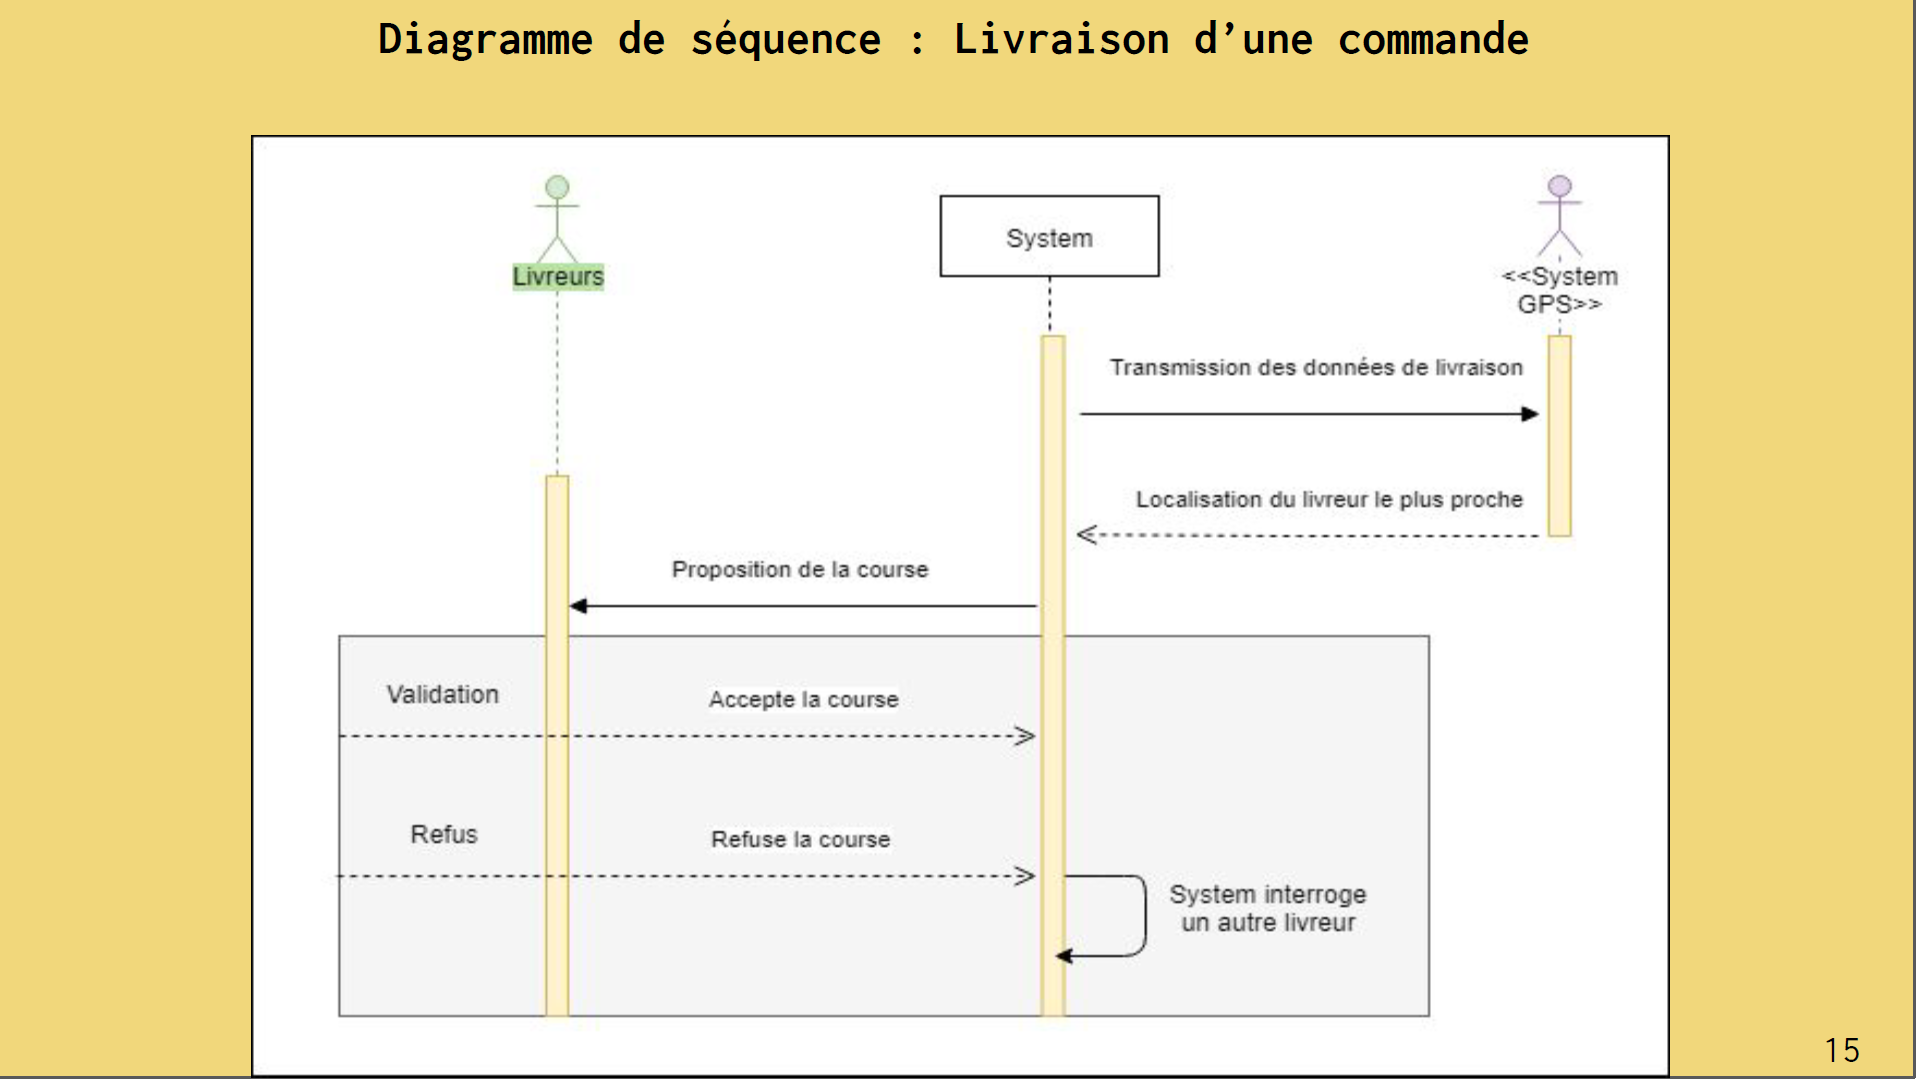 Diagramme de séquence : Livraison d’une commande
Livreurs
System
<<System
GPS>>
Transmission des données de livraison
Localisation du livreur le plus proche
Proposition de la course
Validation
Accepte la course
Refus
Refuse la course
System interroge
un autre livreur
15